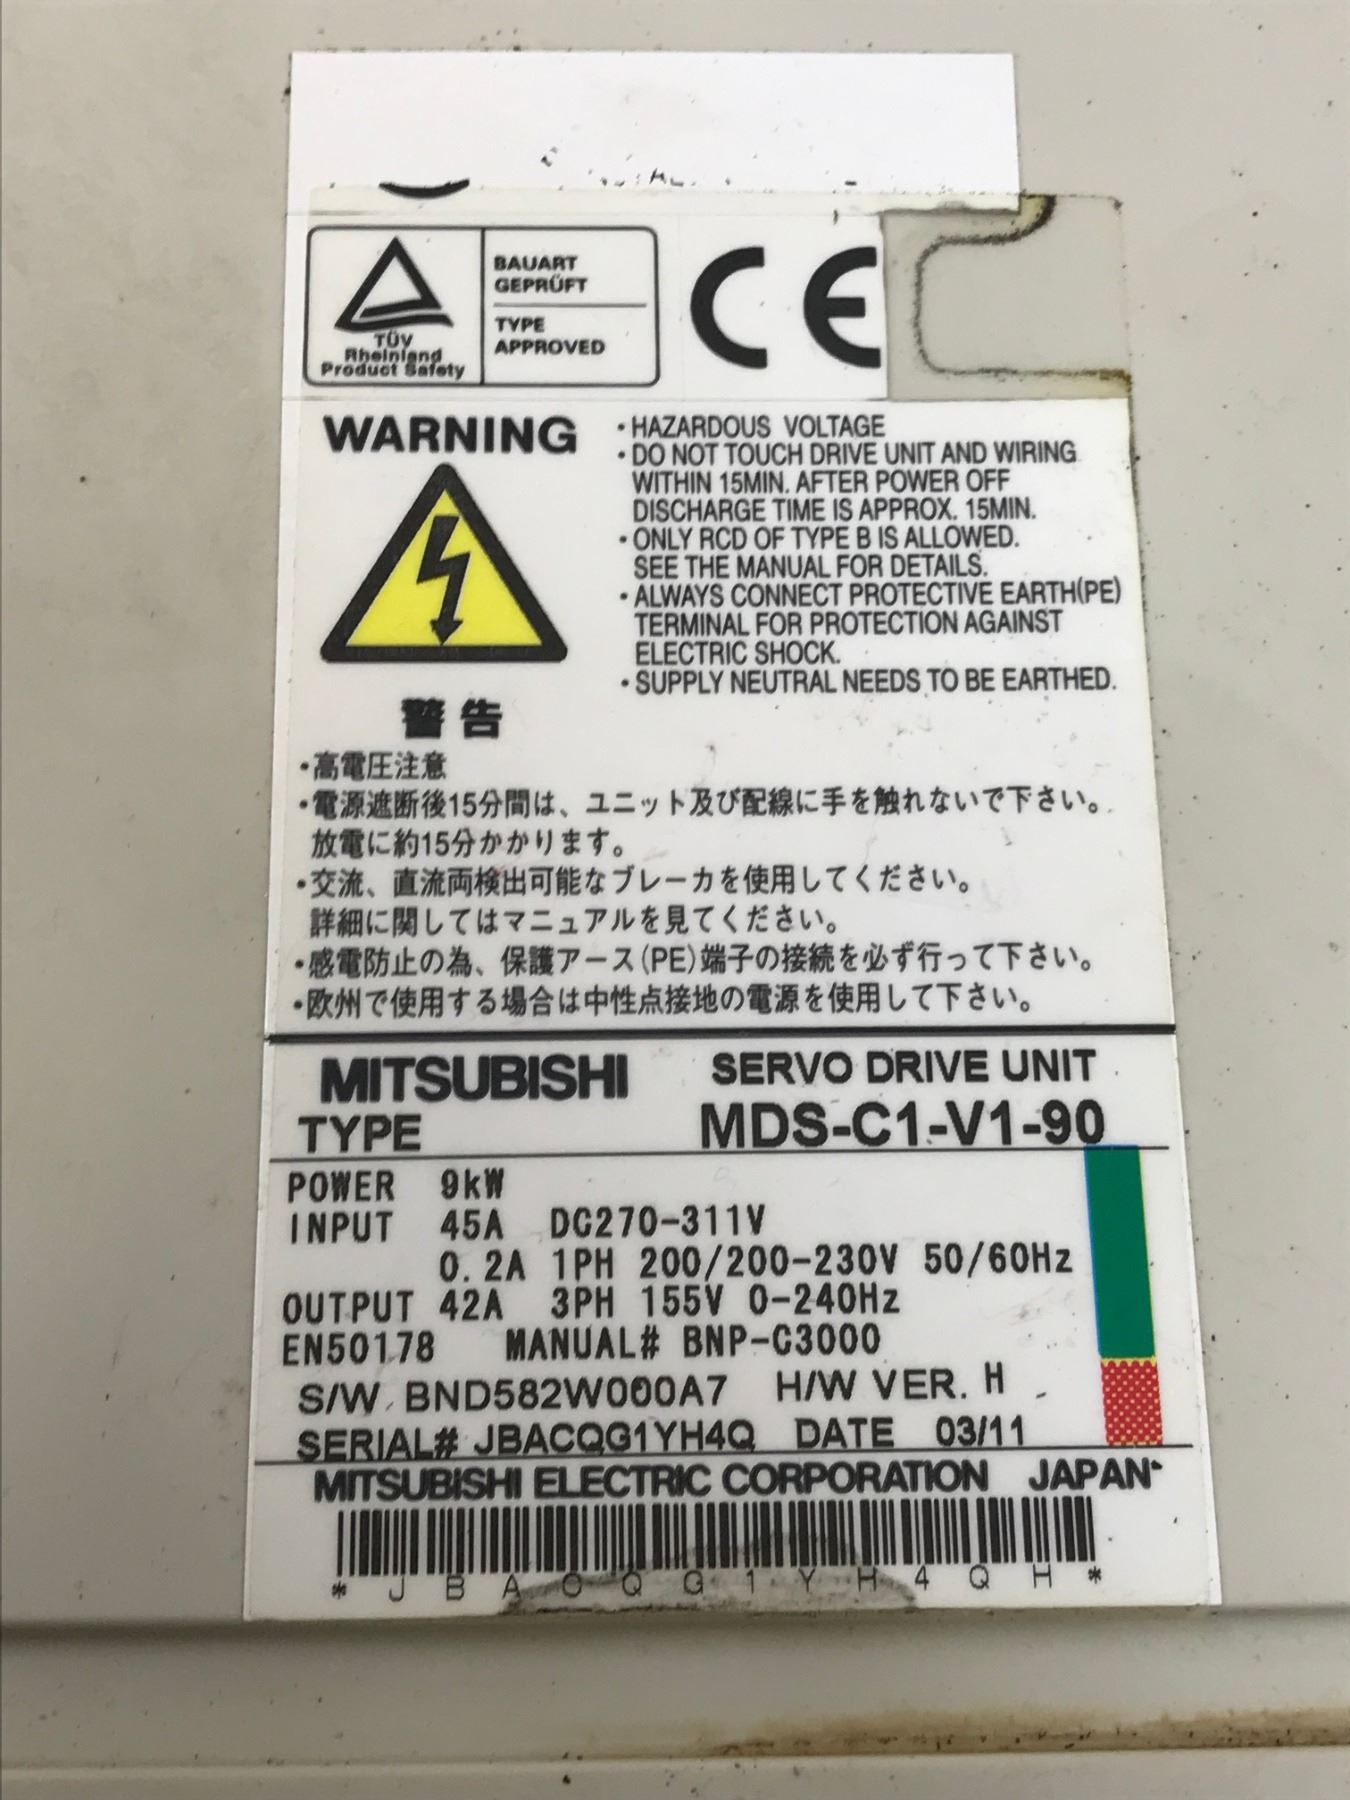 BAUART
GEPRÜFT
TYPE
APPROVED
TÜV
Rheinland
Product Safety
CE
WARNING
・HAZARDOUS VOLTAGE
・DO NOT TOUCH DRIVE UNIT AND WIRING
WITHIN 15MIN. AFTER POWER OFF
DISCHARGE TIME IS APPROX. 15MIN.
・ONLY RCD OF TYPE B IS ALLOWED.
SEE THE MANUAL FOR DETAILS.
・ALWAYS CONNECT PROTECTIVE EARTH(PE)
TERMINAL FOR PROTECTION AGAINST
ELECTRIC SHOCK.
・SUPPLY NEUTRAL NEEDS TO BE EARTHED.
警告
・高電圧注意
・電源遮断後15分間は、ユニット及び配線に手を触れないで下さい。
放電に約15分かかります。
・交流、直流両検出可能なブレーカを使用してください。
詳細に関してはマニュアルを見てください。
・感電防止の為、保護アース(PE)端子の接続を必ず行って下さい。
・欧州で使用する場合は中性点接地の電源を使用して下さい。
MITSUBISHI SERVO DRIVE UNIT
TYPE MDS-C1-V1-90
POWER 9kW
INPUT 45A DC270-311V
0.2A 1PH 200/200-230V 50/60Hz
OUTPUT 42A 3PH 155V 0-240Hz
EN50178 MANUAL# BNP-C3000
S/W BND582W000A7 H/W VER. H
SERIAL# JBACQG1YH4Q DATE 03/11
MITSUBISHI ELECTRIC CORPORATION JAPAN
*JBACQG1YH4QH*